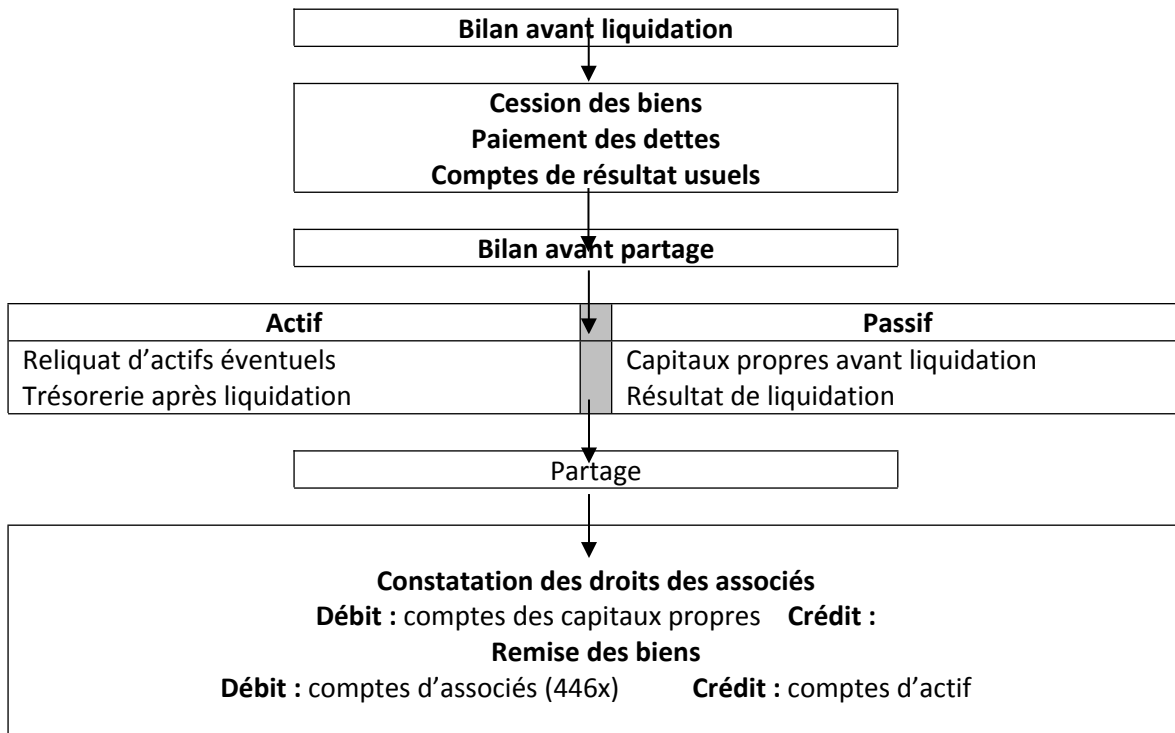 Bilan avant liquidation
Cession des biens
Paiement des dettes
Comptes de résultat usuels
Bilan avant partage
Actif
Passif
Reliquat d’actifs éventuels
Trésorerie après liquidation
Capitaux propres avant liquidation
Résultat de liquidation
Partage
Constatation des droits des associés
Débit : comptes des capitaux propres Crédit :
Remise des biens
Débit : comptes d’associés (446x) Crédit : comptes d’actif